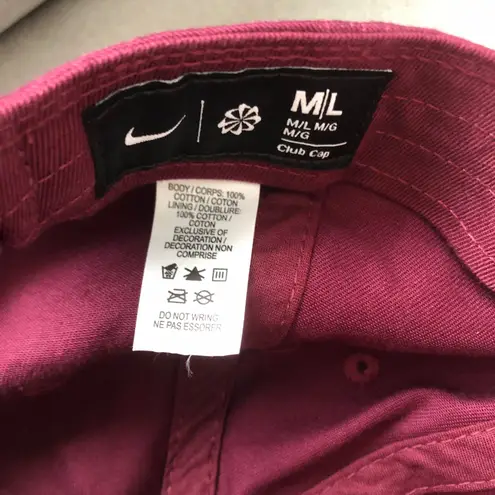 M/L
M/L M/G
M/G
Club Cap
BODY / CORPS: 100%
COTTON / COTON
LINING / DOUBLURE:
100% COTTON /
COTON
EXCLUSIVE OF
DECORATION /
DECORATION NON
COMPRISE
DO NOT WRING
NE PAS ESSORER